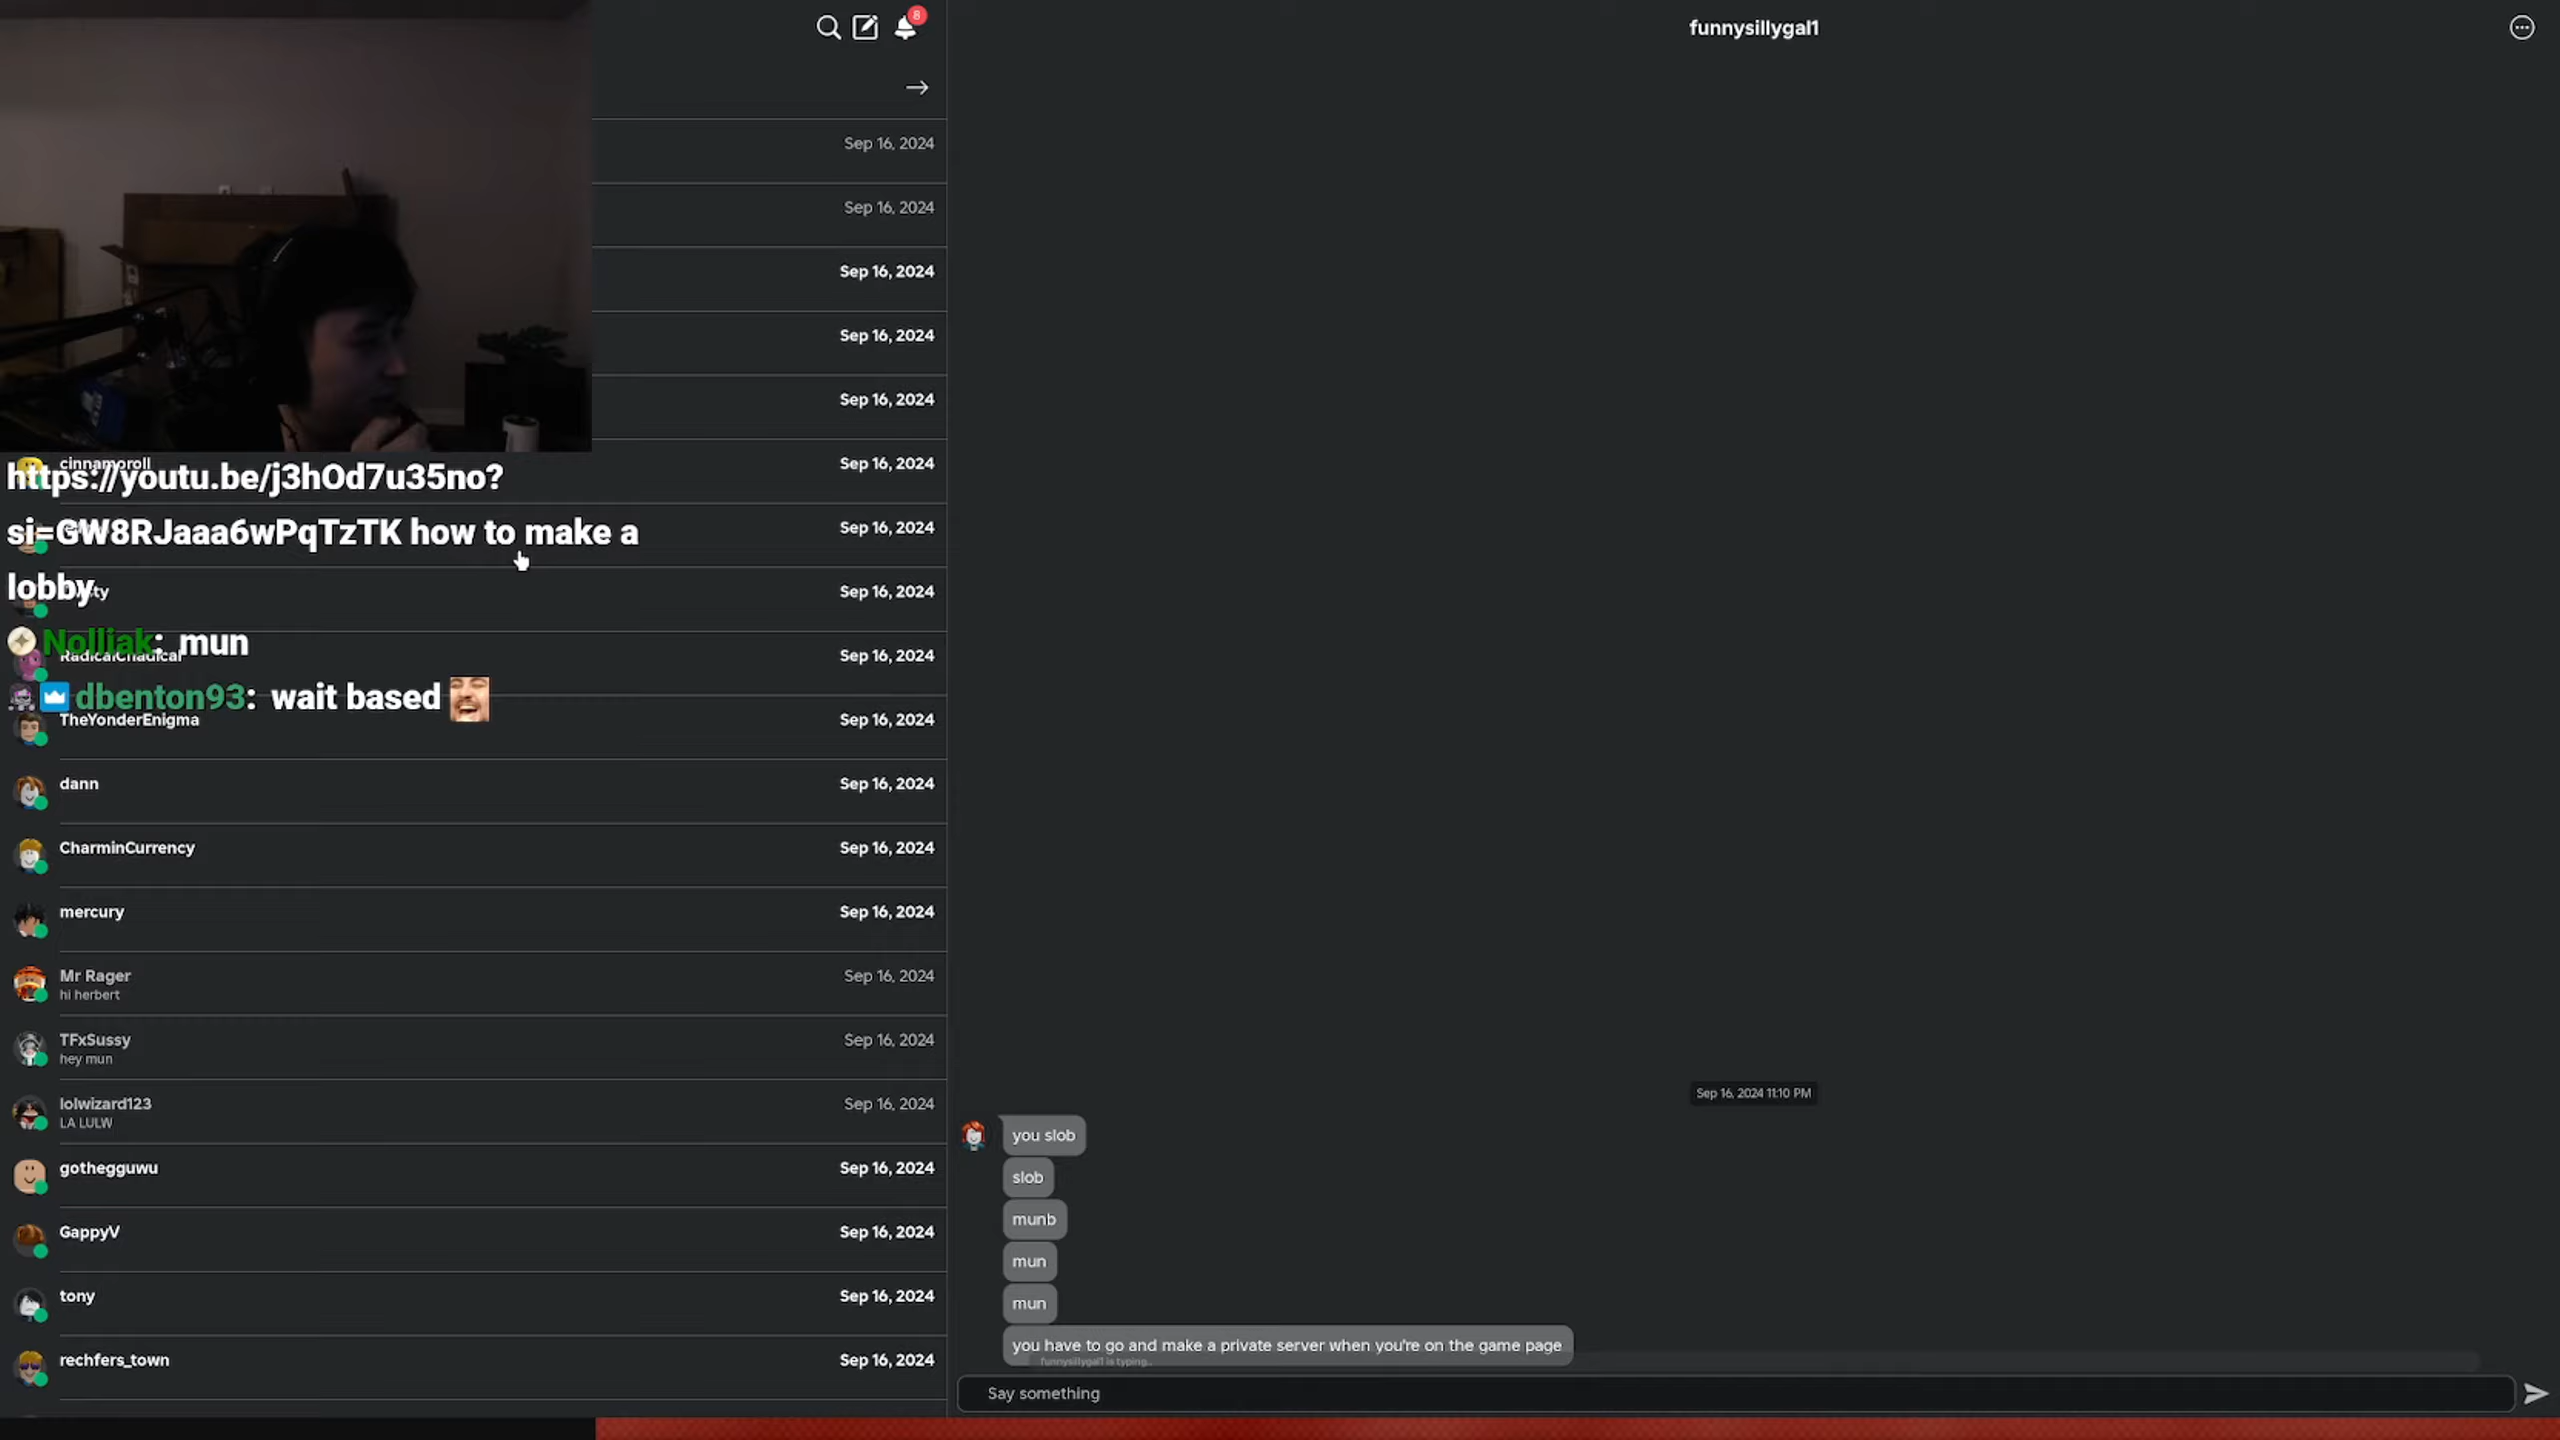 8
funnysillygal1
Sep 16, 2024
Sep 16, 2024
Sep 16, 2024
Sep 16, 2024
Sep 16, 2024
cinnamoroll
Sep 16, 2024
https://youtu.be/j3hOd7u35no?
si=GW8RJaaa6wPqTzTK how to make a
Sep 16, 2024
lobby
Sep 16, 2024
Nolliak: mun
RadicalChadical
Sep 16, 2024
dbenton93: wait based
TheYonderEnigma
Sep 16, 2024
dann
Sep 16, 2024
CharminCurrency
Sep 16, 2024
mercury
Sep 16, 2024
Mr Rager
Sep 16, 2024
hi herbert
TFxSussy
Sep 16, 2024
hey mun
lolwizard123
Sep 16, 2024
LA LULW
gothegguwu
Sep 16, 2024
GappyV
Sep 16, 2024
tony
Sep 16, 2024
rechfers_town
Sep 16, 2024
Sep 16, 2024 11:10 PM
you slob
slob
munb
mun
mun
you have to go and make a private server when you're on the game page
funnysillygal1 is typing...
Say something